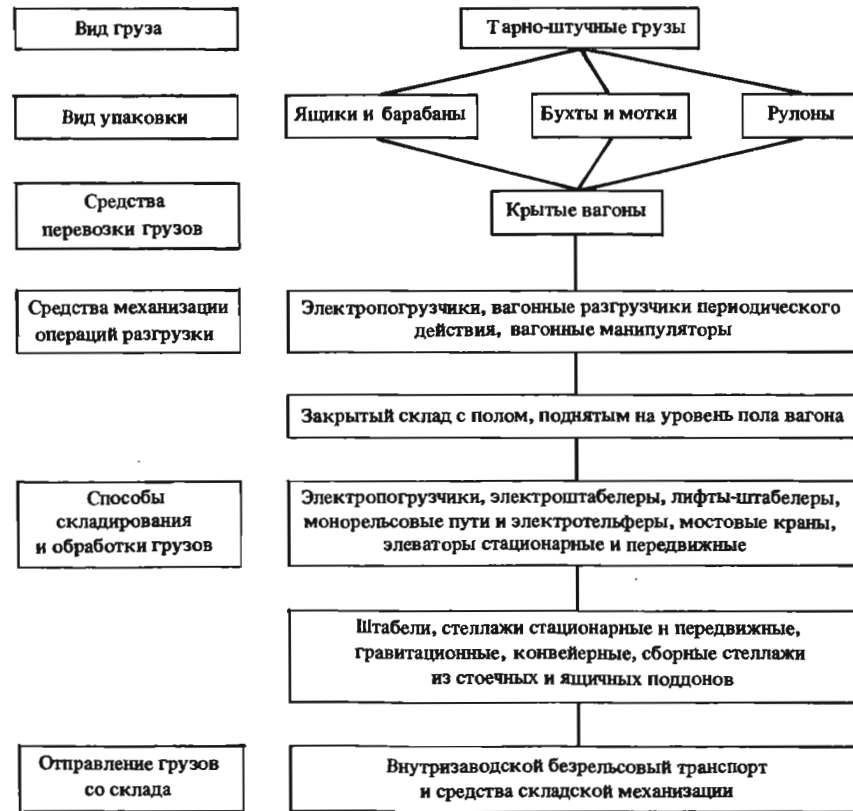 Вид груза
Тарно-штучные грузы
Вид упаковки
Ящики и барабаны
Бухты и мотки
Рулоны
Средства
перевозки грузов
Крытые вагоны
Средства механизации
операций разгрузки
Электропогрузчики, вагонные разгрузчики периодического
действия, вагонные манипуляторы
Закрытый склад с полом, поднятым на уровень пола вагона
Способы
складирования
и обработки грузов
Электропогрузчики, электроштабелеры, лифты-штабелеры,
монорельсовые пути и электротельферы, мостовые краны,
элеваторы стационарные и передвижные
Штабели, стеллажи стационарные и передвижные,
гравитационные, конвейерные, сборные стеллажи
из стоечных и ящичных поддонов
Отправление грузов
со склада
Внутризаводской безрельсовый транспорт
и средства складской механизации